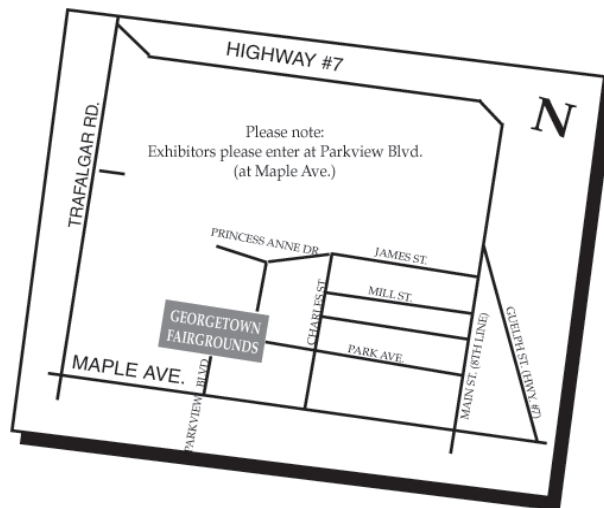 HIGHWAY #7
N
TRAFALGAR RD.
Please note:
Exhibitors please enter at Parkview Blvd.
(at Maple Ave.)
PRINCESS ANNE DR.
JAMES ST.
CHARLES ST.
MILL ST.
GEORGETOWN
FAIRGROUNDS
PARK AVE.
MAIN ST. (8TH LINE)
GUELPH ST. (HWY. #7)
MAPLE AVE.
PARKVIEW BLVD.